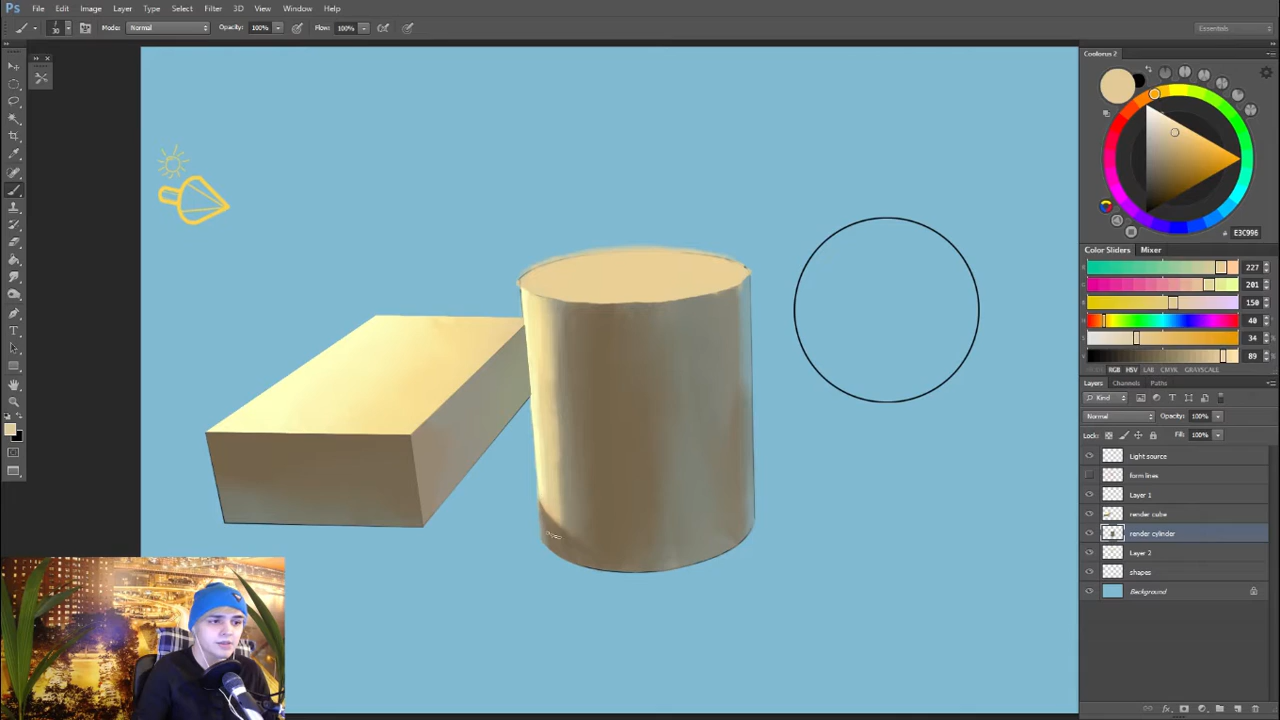 Ps File Edit Image Layer Type Select Filter 3D View Window Help
30 Mode: Normal Opacity: 100% Flow: 100% Essentials
Coolorus 2
E3C996
Color Sliders Mixer
227
201
150
40
34
89
RGB HSV LAB CMYK GRAYSCALE
Layers Channels Paths
Kind
Normal Opacity: 100%
Lock: Fill: 100%
Light source
form lines
Layer 1
render cube
render cylinder
Layer 2
shapes
Background